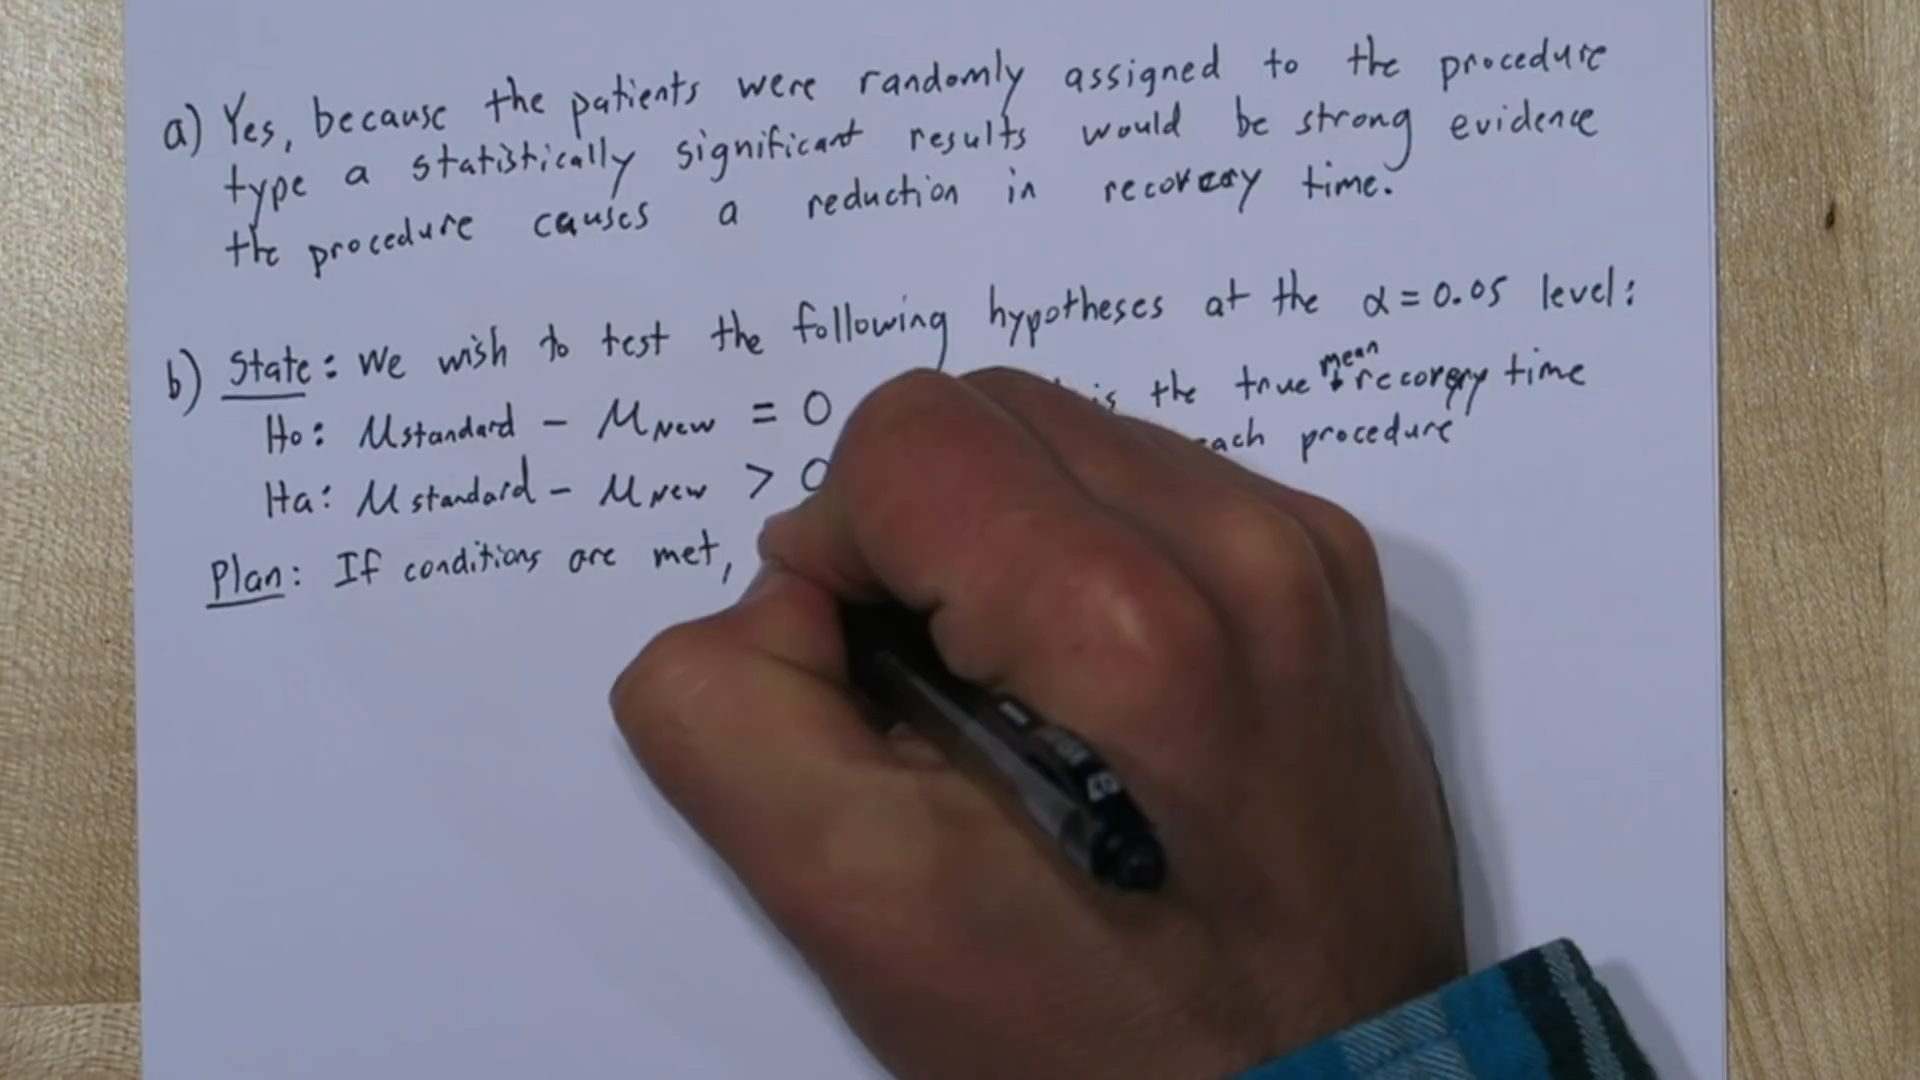 a) Yes, because the patients were randomly assigned to the procedure
type a statistically significant results would be strong evidence
the procedure causes a reduction in recovery time.
b) State: We wish to test the following hypotheses at the α = 0.05 level:
Ho: μstandard - μNew = 0 is the true mean recovery time
Ha: μstandard - μNew > 0 each procedure
Plan: If conditions are met,